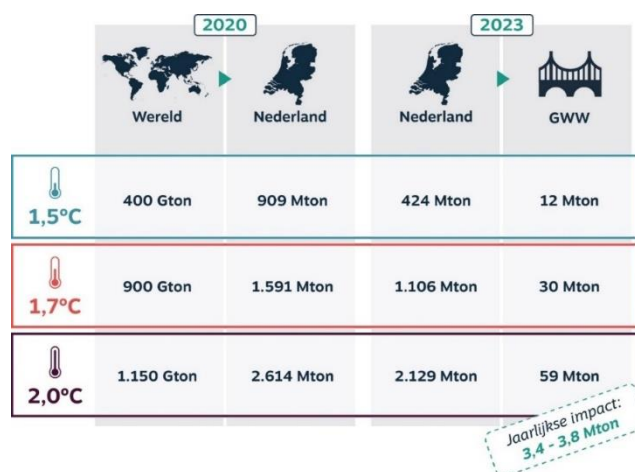 2020
2023
Wereld
Nederland
Nederland
GWW
1,5°C
400 Gton
909 Mton
424 Mton
12 Mton
1,7°C
900 Gton
1.591 Mton
1.106 Mton
30 Mton
2,0°C
1.150 Gton
2.614 Mton
2.129 Mton
59 Mton
Jaarlijkse impact:
3,4 - 3,8 Mton